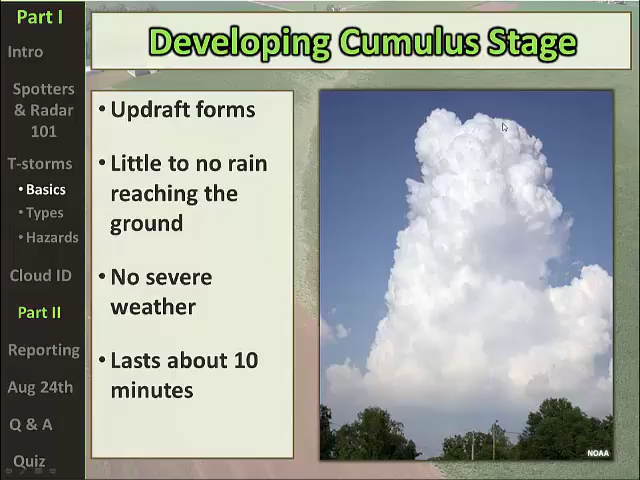 Part I
Intro
Spotters
& Radar
101
T-storms
• Basics
• Types
• Hazards
Cloud ID
Part II
Reporting
Aug 24th
Q & A
Quiz
Developing Cumulus Stage
• Updraft forms
• Little to no rain
reaching the
ground
• No severe
weather
• Lasts about 10
minutes
NOAA